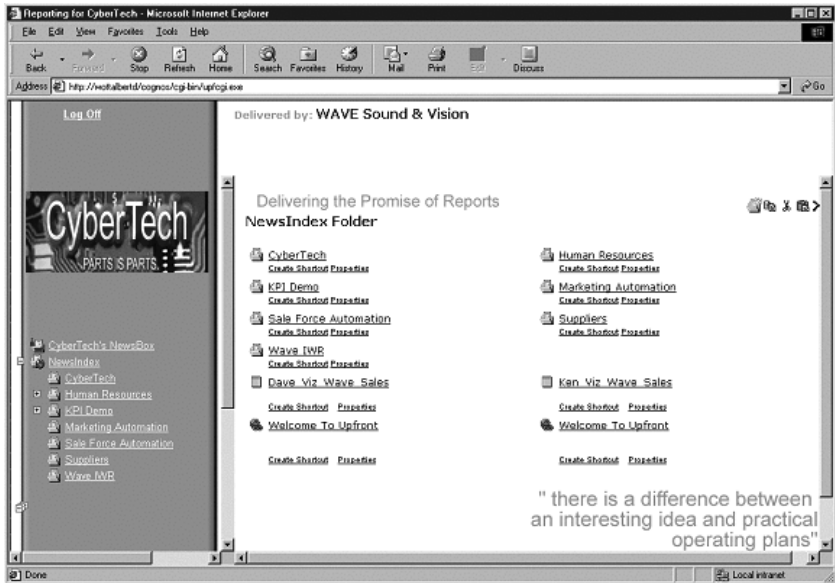 Reporting for CyberTech - Microsoft Internet Explorer
File Edit View Favorites Tools Help
Back Forward Stop Refresh Home Search Favorites History Mail Print Edit Discuss
Address http://wottalbertd/cognos/cgi-bin/upfcgi.exe Go
Log Off
Delivered by: WAVE Sound & Vision
CyberTech
PARTS IS PARTS.
Delivering the Promise of Reports
NewsIndex Folder
CyberTech Human Resources
Create Shortcut Properties Create Shortcut Properties
KPI Demo Marketing Automation
Create Shortcut Properties Create Shortcut Properties
Sale Force Automation Suppliers
Create Shortcut Properties Create Shortcut Properties
Wave IWR
Create Shortcut Properties
Dave Viz Wave Sales Ken Viz Wave Sales
Create Shortcut Properties Create Shortcut Properties
Welcome To Upfront Welcome To Upfront
Create Shortcut Properties Create Shortcut Properties
CyberTech's NewsBox
NewsIndex
CyberTech
Human Resources
KPI Demo
Marketing Automation
Sale Force Automation
Suppliers
Wave IWR
" there is a difference between
an interesting idea and practical
operating plans"
Done Local intranet